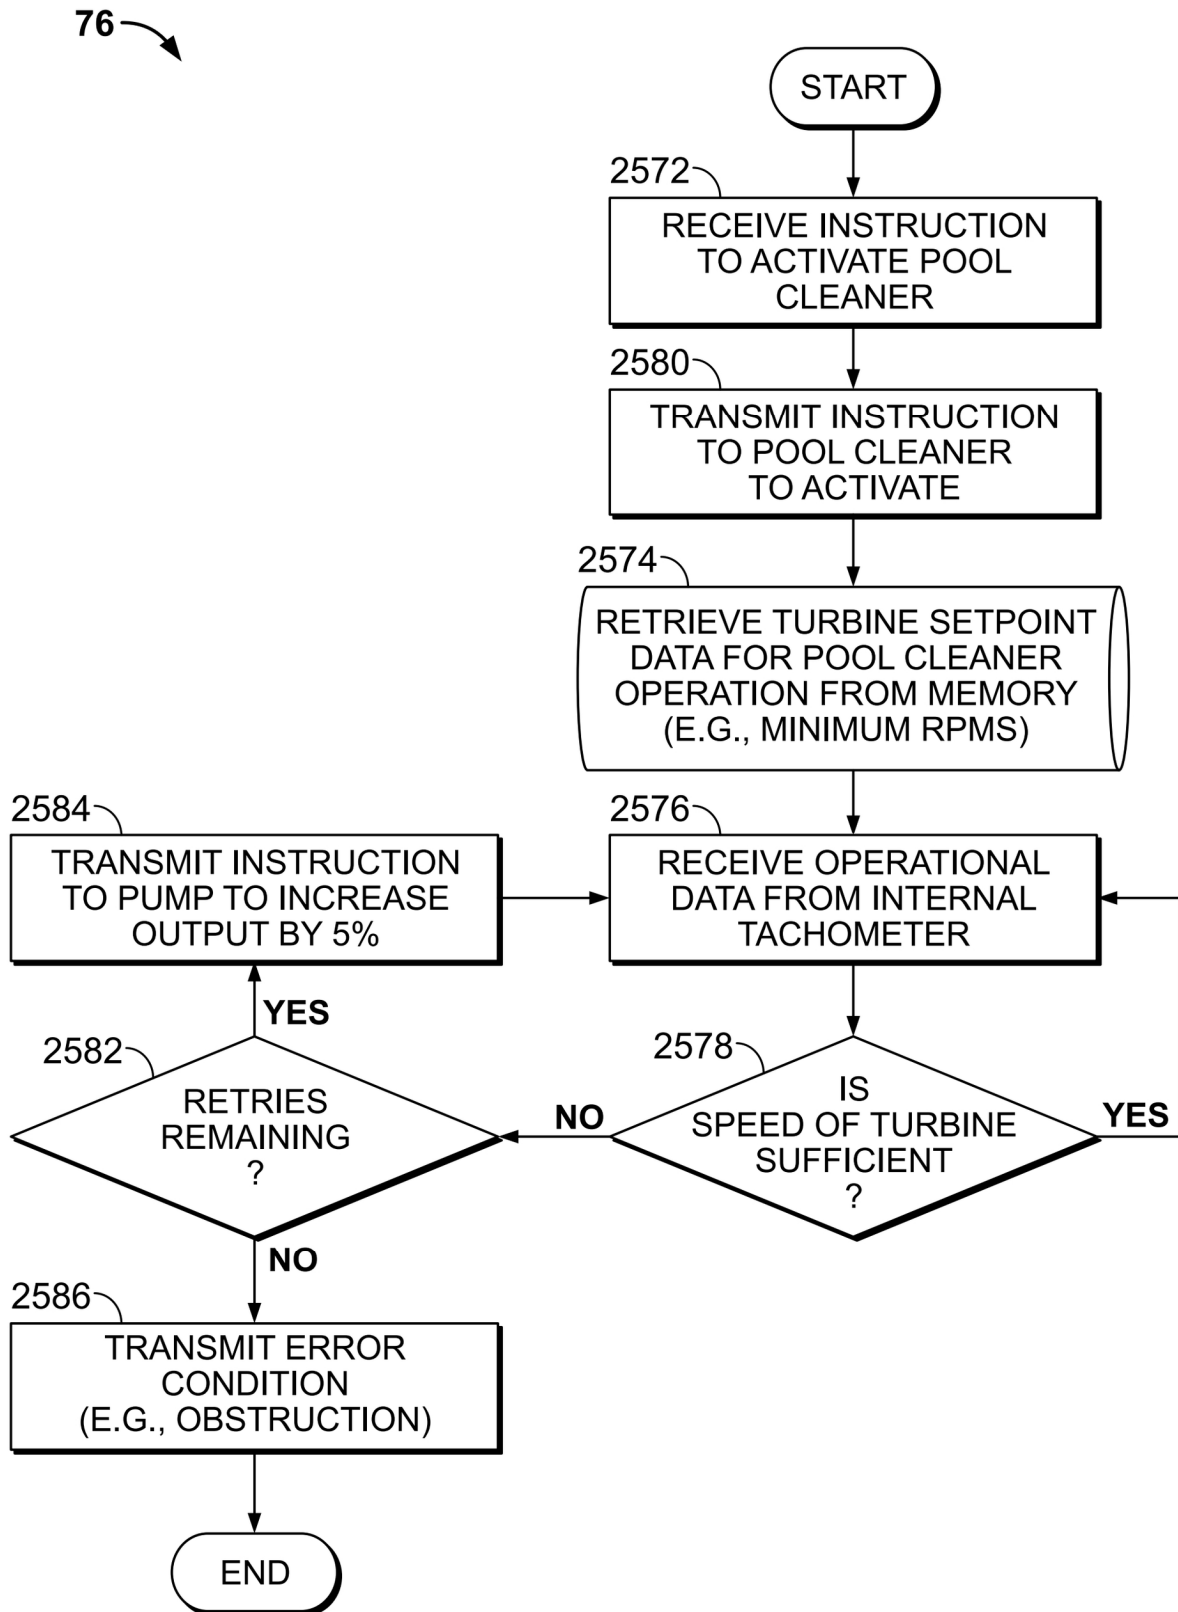 76
START
2572
RECEIVE INSTRUCTION
TO ACTIVATE POOL
CLEANER
2580
TRANSMIT INSTRUCTION
TO POOL CLEANER
TO ACTIVATE
2574
RETRIEVE TURBINE SETPOINT
DATA FOR POOL CLEANER
OPERATION FROM MEMORY
(E.G., MINIMUM RPMS)
2584
TRANSMIT INSTRUCTION
TO PUMP TO INCREASE
OUTPUT BY 5%
2576
RECEIVE OPERATIONAL
DATA FROM INTERNAL
TACHOMETER
YES
2582
RETRIES
REMAINING
?
NO
2578
IS
SPEED OF TURBINE
SUFFICIENT
?
YES
NO
2586
TRANSMIT ERROR
CONDITION
(E.G., OBSTRUCTION)
END